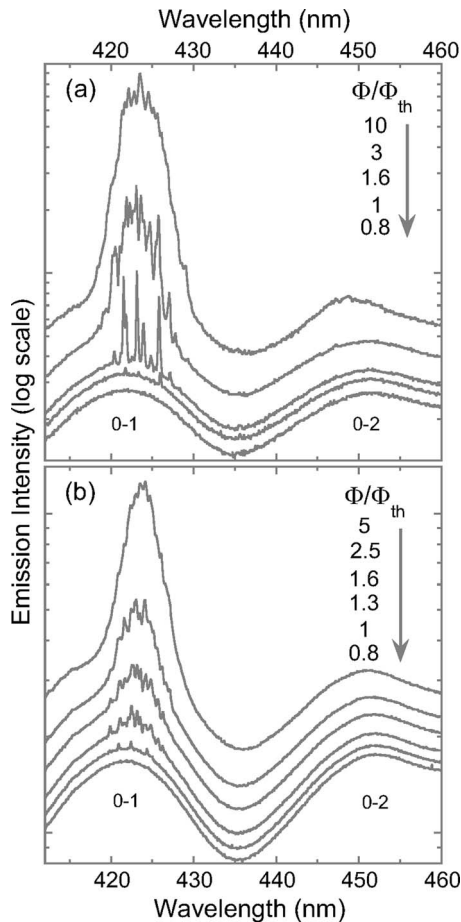 Wavelength (nm)
420 430 440 450 460
(a)
Φ/Φth
10
3
1.6
1
0.8
0-1 0-2
Emission Intensity (log scale)
(b)
Φ/Φth
5
2.5
1.6
1.3
1
0.8
0-1 0-2
420 430 440 450 460
Wavelength (nm)